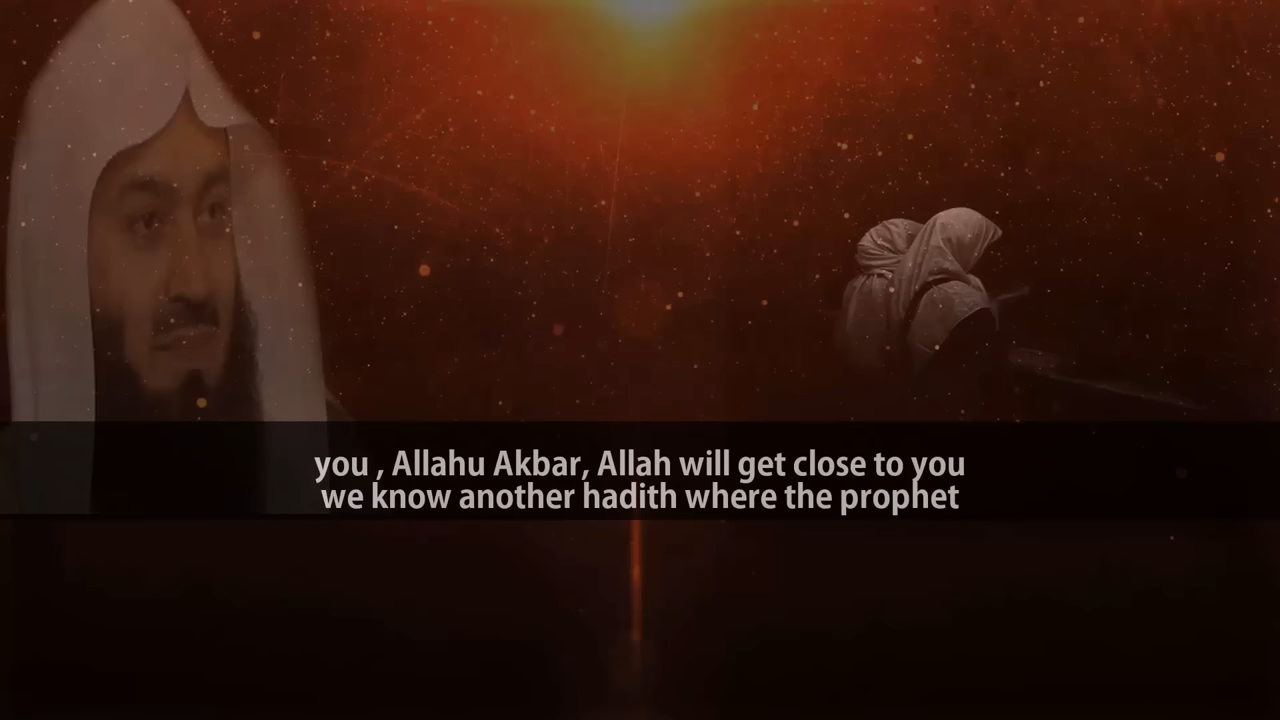 you , Allahu Akbar, Allah will get close to you
we know another hadith where the prophet